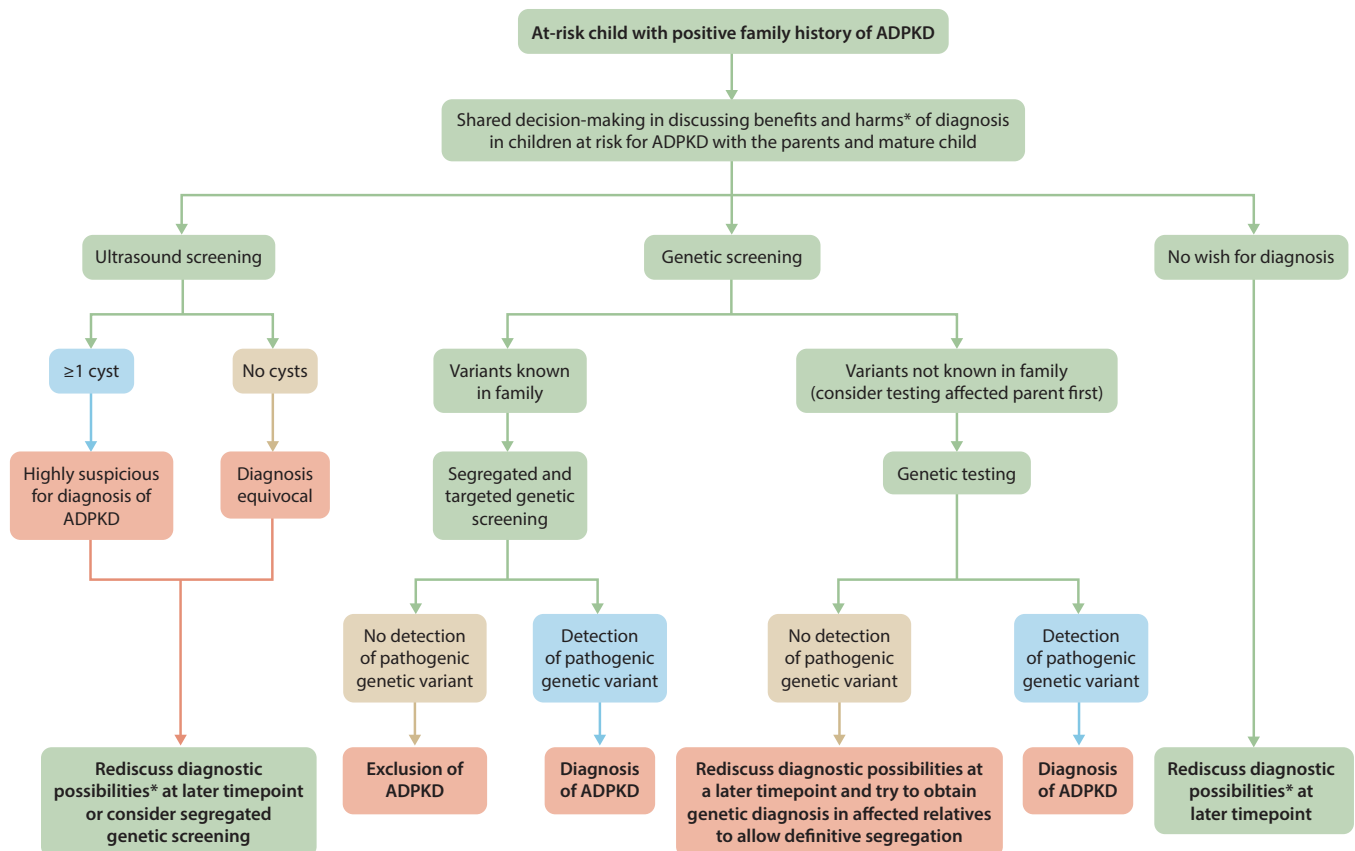 At-risk child with positive family history of ADPKD
Shared decision-making in discussing benefits and harms* of diagnosis
in children at risk for ADPKD with the parents and mature child
Ultrasound screening
Genetic screening
No wish for diagnosis
≥1 cyst
No cysts
Variants known
in family
Variants not known in family
(consider testing affected parent first)
Highly suspicious
for diagnosis of
ADPKD
Diagnosis
equivocal
Segregated and
targeted genetic
screening
Genetic testing
No detection
of pathogenic
genetic variant
Detection
of pathogenic
genetic variant
No detection
of pathogenic
genetic variant
Detection
of pathogenic
genetic variant
Rediscuss diagnostic
possibilities* at later timepoint
or consider segregated
genetic screening
Exclusion of
ADPKD
Diagnosis
of ADPKD
Rediscuss diagnostic possibilities at
a later timepoint and try to obtain
genetic diagnosis in affected relatives
to allow definitive segregation
Diagnosis
of ADPKD
Rediscuss diagnostic
possibilities* at
later timepoint